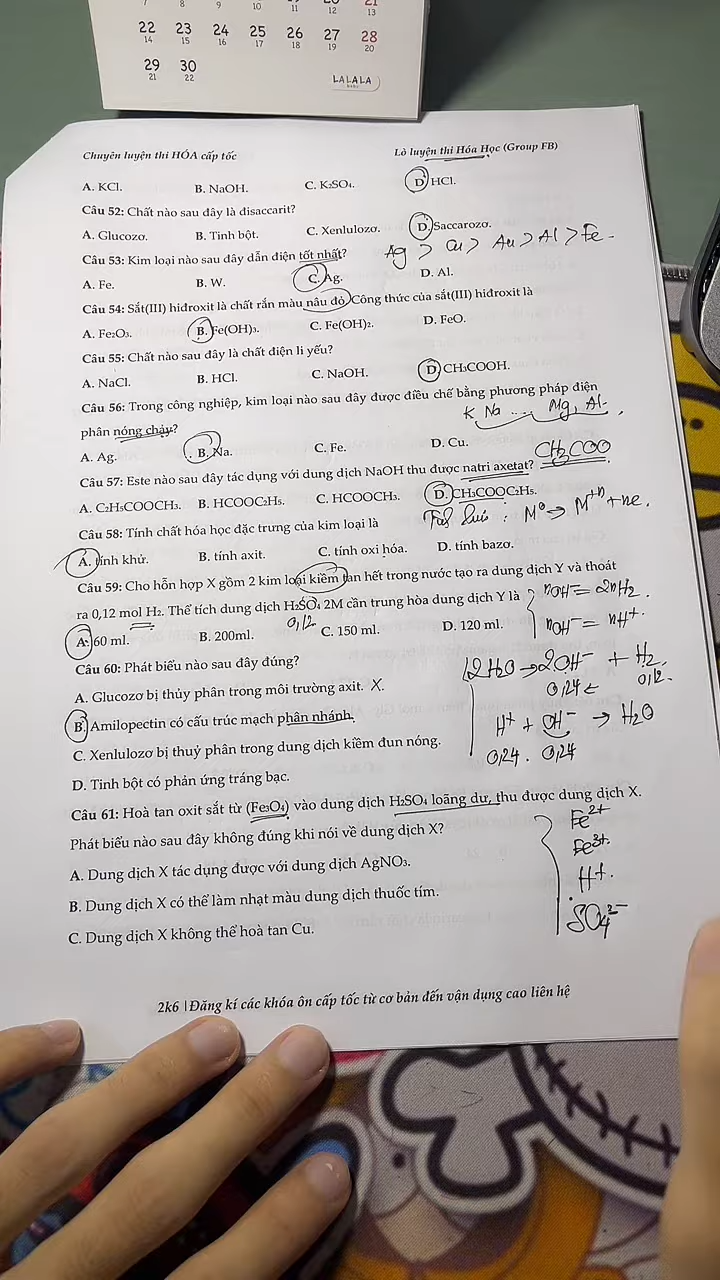 7 8 9 10 11 12 21
13
22 23 24 25 26 27 28
14 15 16 17 18 19 20
29 30
21 22
LALALA
Chuyên luyện thi HÓA cấp tốc Lò luyện thi Hóa Học (Group FB)
A. KCl. B. NaOH. C. K₂SO₄. D. HCl.
Câu 52: Chất nào sau đây là disaccarit?
A. Glucozơ. B. Tinh bột. C. Xenlulozơ. D. Saccarozơ.
Câu 53: Kim loại nào sau đây dẫn điện tốt nhất? Ag > Cu > Au > Al > Fe
A. Fe. B. W. C. Ag. D. Al.
Câu 54: Sắt(III) hiđroxit là chất rắn màu nâu đỏ. Công thức của sắt(III) hiđroxit là
A. Fe₂O₃. B. Fe(OH)₃. C. Fe(OH)₂. D. FeO.
Câu 55: Chất nào sau đây là chất điện li yếu?
A. NaCl. B. HCl. C. NaOH. D. CH₃COOH.
Câu 56: Trong công nghiệp, kim loại nào sau đây được điều chế bằng phương pháp điện
phân nóng chảy? K Na ... Mg, Al.
A. Ag. B. Na. C. Fe. D. Cu.
CH₃COO
Câu 57: Este nào sau đây tác dụng với dung dịch NaOH thu được natri axetat?
A. C₂H₅COOCH₃. B. HCOOC₂H₅. C. HCOOCH₃. D. CH₃COOC₂H₅.
Câu 58: Tính chất hóa học đặc trưng của kim loại là M⁰ → M⁺ⁿ + ne.
A. tính khử. B. tính axit. C. tính oxi hóa. D. tính bazơ.
Câu 59: Cho hỗn hợp X gồm 2 kim loại kiềm tan hết trong nước tạo ra dung dịch Y và thoát
ra 0,12 mol H₂. Thể tích dung dịch H₂SO₄ 2M cần trung hòa dung dịch Y là nOH⁻ = 2nH₂.
0,12 nOH⁻ = nH⁺.
A. 60 ml. B. 200ml. C. 150 ml. D. 120 ml.
Câu 60: Phát biểu nào sau đây đúng? 2H₂O → 2OH⁻ + H₂.
0,24 ← 0,12.
A. Glucozơ bị thủy phân trong môi trường axit. X.
B. Amilopectin có cấu trúc mạch phân nhánh. H⁺ + OH⁻ → H₂O
C. Xenlulozơ bị thuỷ phân trong dung dịch kiềm đun nóng. 0,24. 0,24
D. Tinh bột có phản ứng tráng bạc.
Câu 61: Hoà tan oxit sắt từ (Fe₃O₄) vào dung dịch H₂SO₄ loãng dư, thu được dung dịch X.
Phát biểu nào sau đây không đúng khi nói về dung dịch X? Fe²⁺
Fe³⁺.
A. Dung dịch X tác dụng được với dung dịch AgNO₃.
H⁺.
B. Dung dịch X có thể làm nhạt màu dung dịch thuốc tím.
SO₄²⁻
C. Dung dịch X không thể hoà tan Cu.
2k6 | Đăng kí các khóa ôn cấp tốc từ cơ bản đến vận dụng cao liên hệ